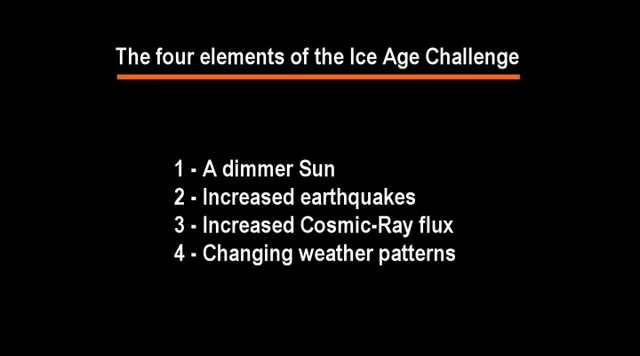 The four elements of the Ice Age Challenge
1 - A dimmer Sun
2 - Increased earthquakes
3 - Increased Cosmic-Ray flux
4 - Changing weather patterns